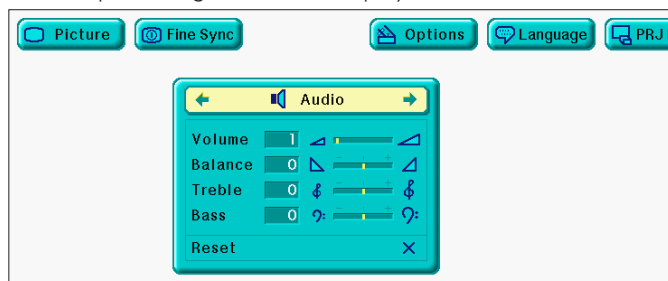 Picture Fine Sync Options Language PRJ
Audio
Volume 1
Balance 0
Treble 0
Bass 0
Reset